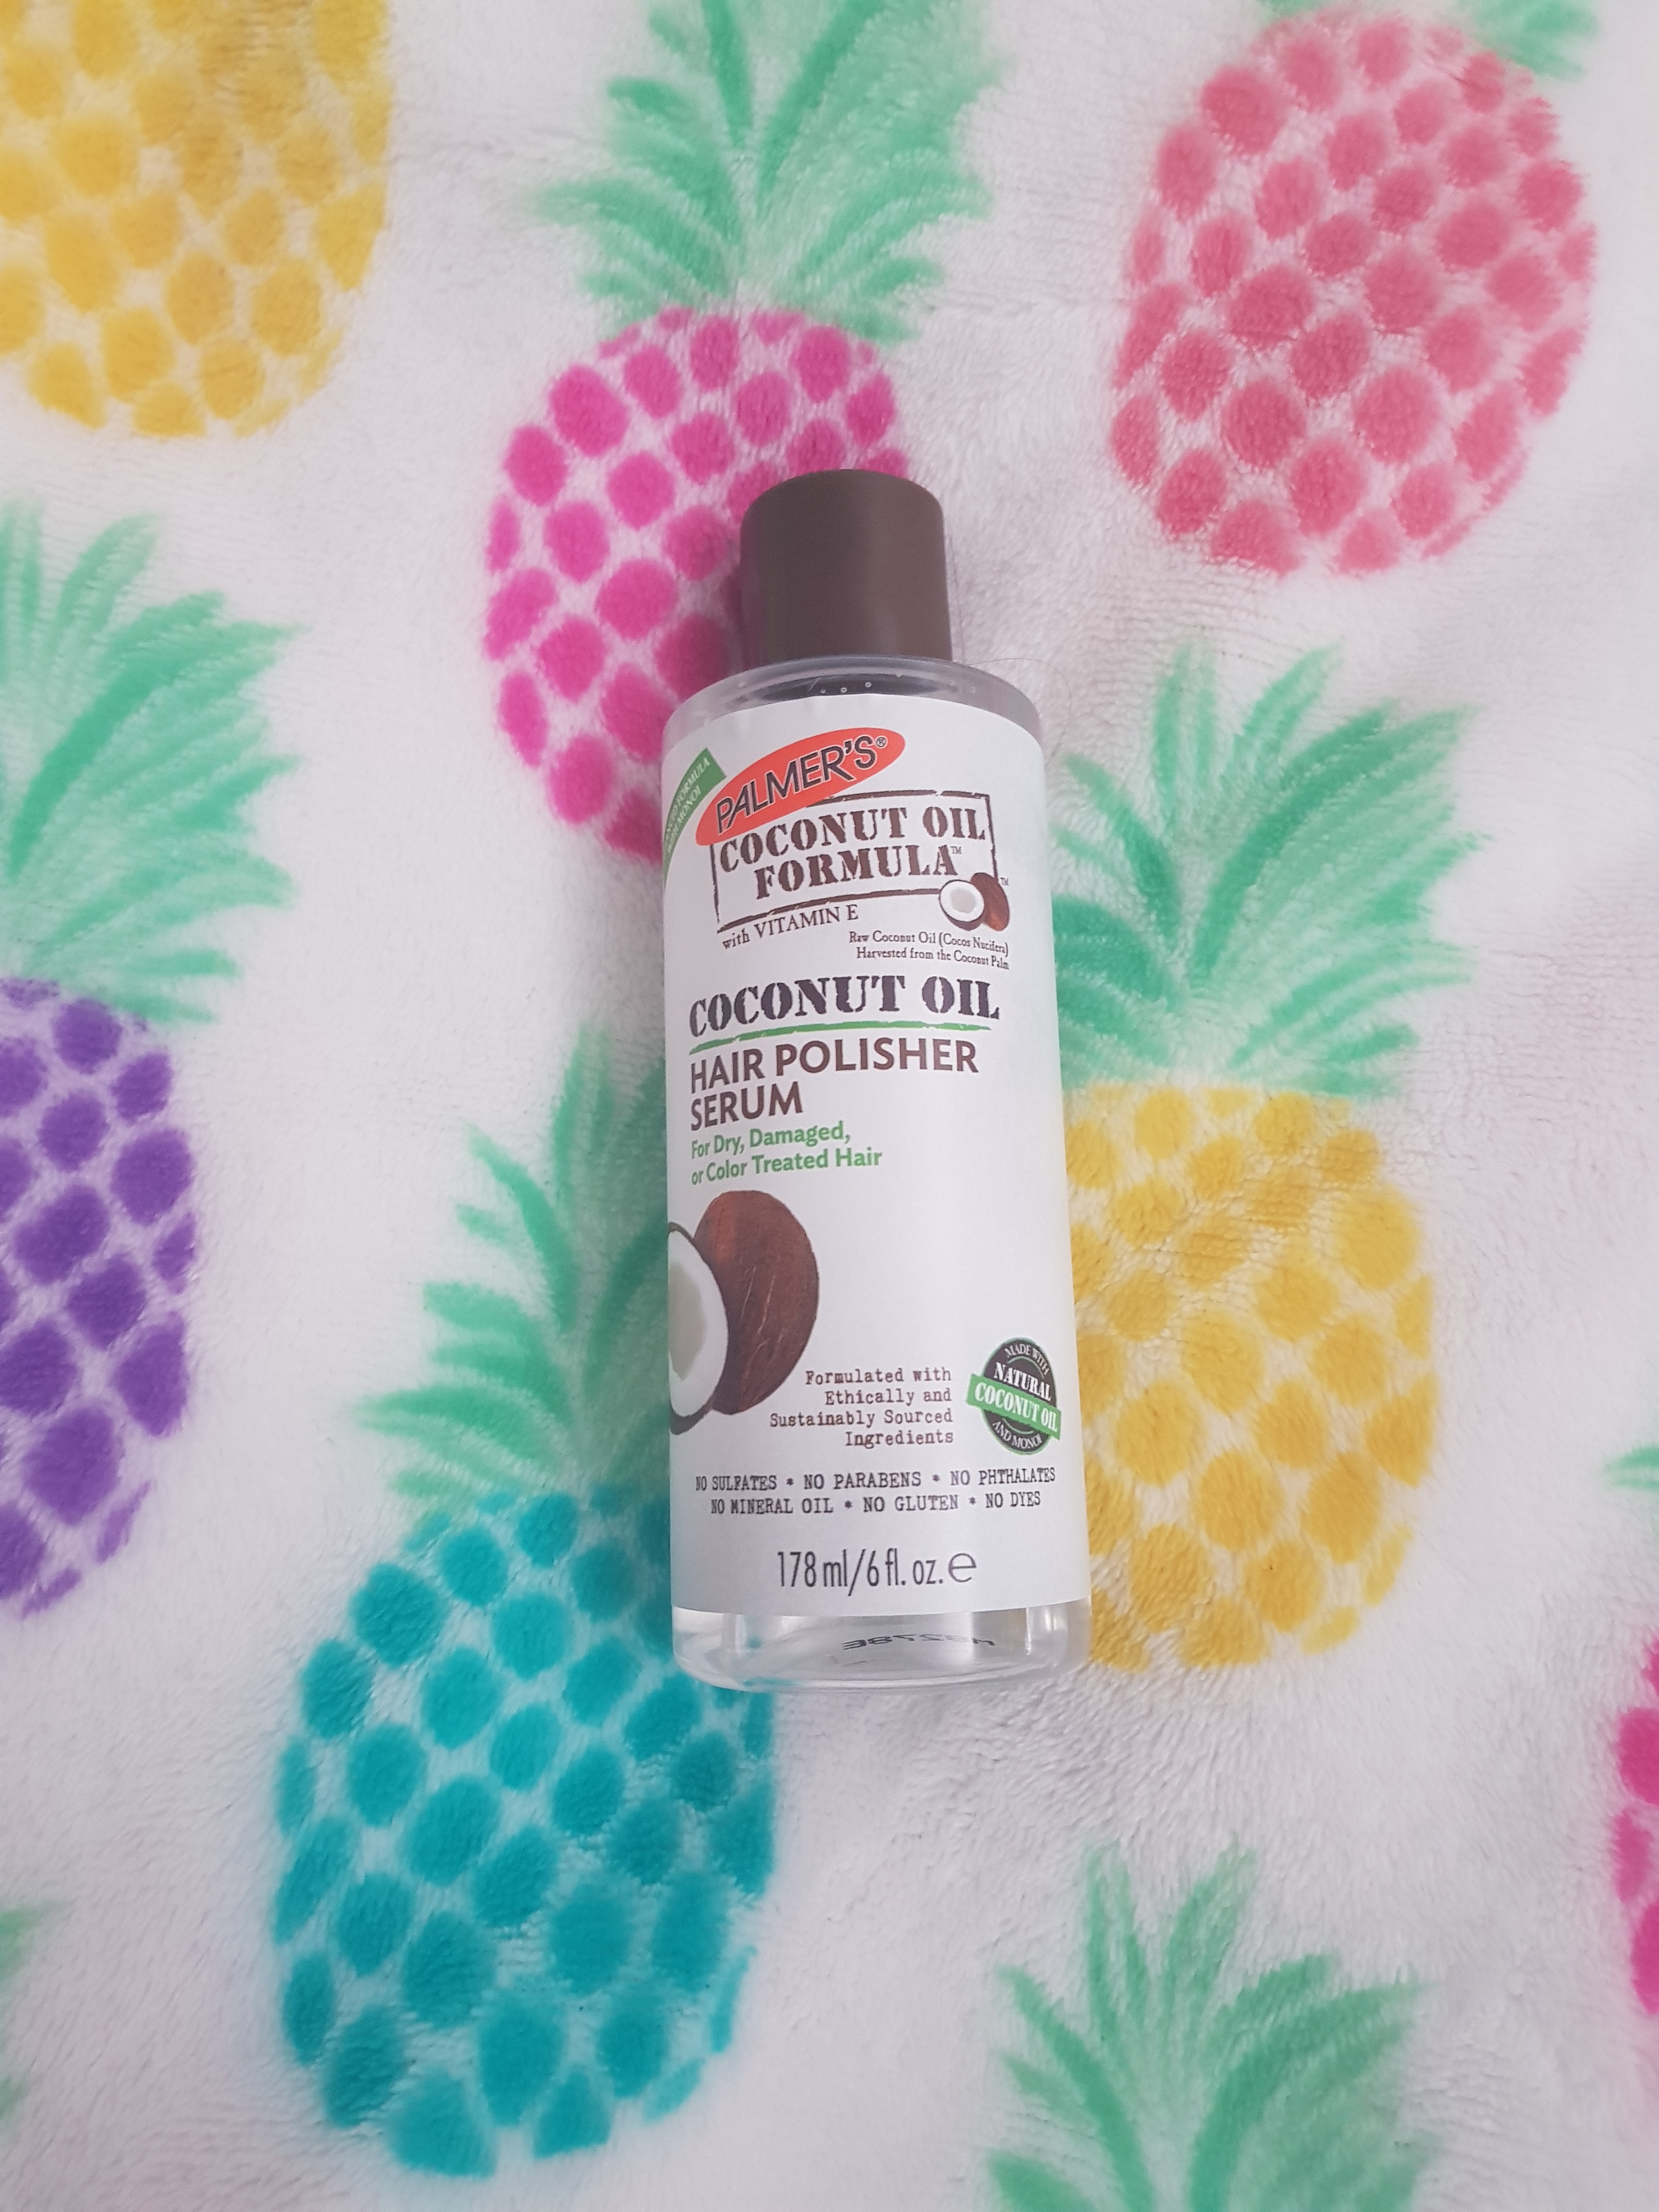 FORMULA
MONOI
PALMER'S®
COCONUT OIL
FORMULA™
with VITAMIN E
Raw Coconut Oil (Cocos Nucifera)
Harvested from the Coconut Palm
COCONUT OIL
HAIR POLISHER
SERUM
For Dry, Damaged,
or Color Treated Hair
Formulated with
Ethically and
Sustainably Sourced
Ingredients
MADE WITH
NATURAL
COCONUT OIL
AND MONOI
NO SULFATES * NO PARABENS * NO PHTHALATES
NO MINERAL OIL * NO GLUTEN * NO DYES
178 ml/6 fl. oz. e